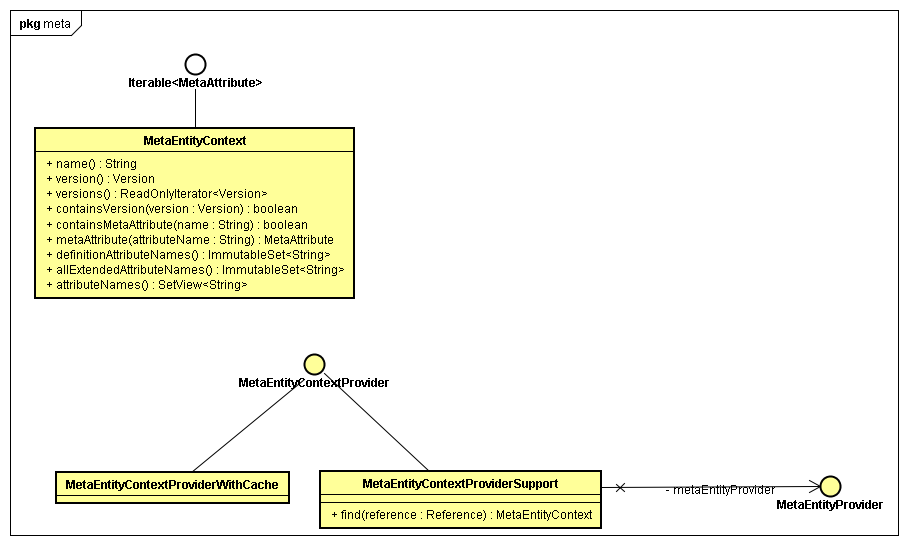 pkg meta
Iterable<MetaAttribute>
MetaEntityContext
+ name() : String
+ version() : Version
+ versions() : ReadOnlyIterator<Version>
+ containsVersion(version : Version) : boolean
+ containsMetaAttribute(name : String) : boolean
+ metaAttribute(attributeName : String) : MetaAttribute
+ definitionAttributeNames() : ImmutableSet<String>
+ allExtendedAttributeNames() : ImmutableSet<String>
+ attributeNames() : SetView<String>
MetaEntityContextProvider
MetaEntityContextProviderWithCache
MetaEntityContextProviderSupport
+ find(reference : Reference) : MetaEntityContext
- metaEntityProvider
MetaEntityProvider